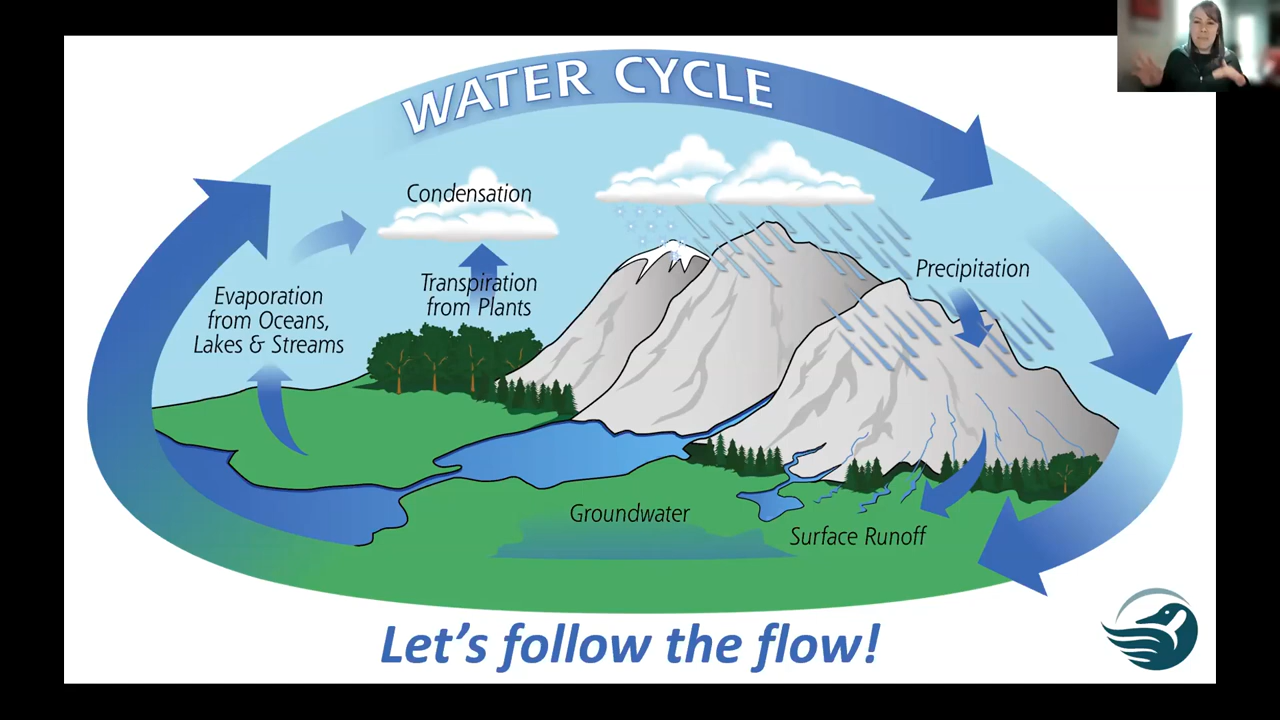 WATER CYCLE
Condensation
Precipitation
Transpiration
from Plants
Evaporation
from Oceans,
Lakes & Streams
Groundwater
Surface Runoff
Let's follow the flow!